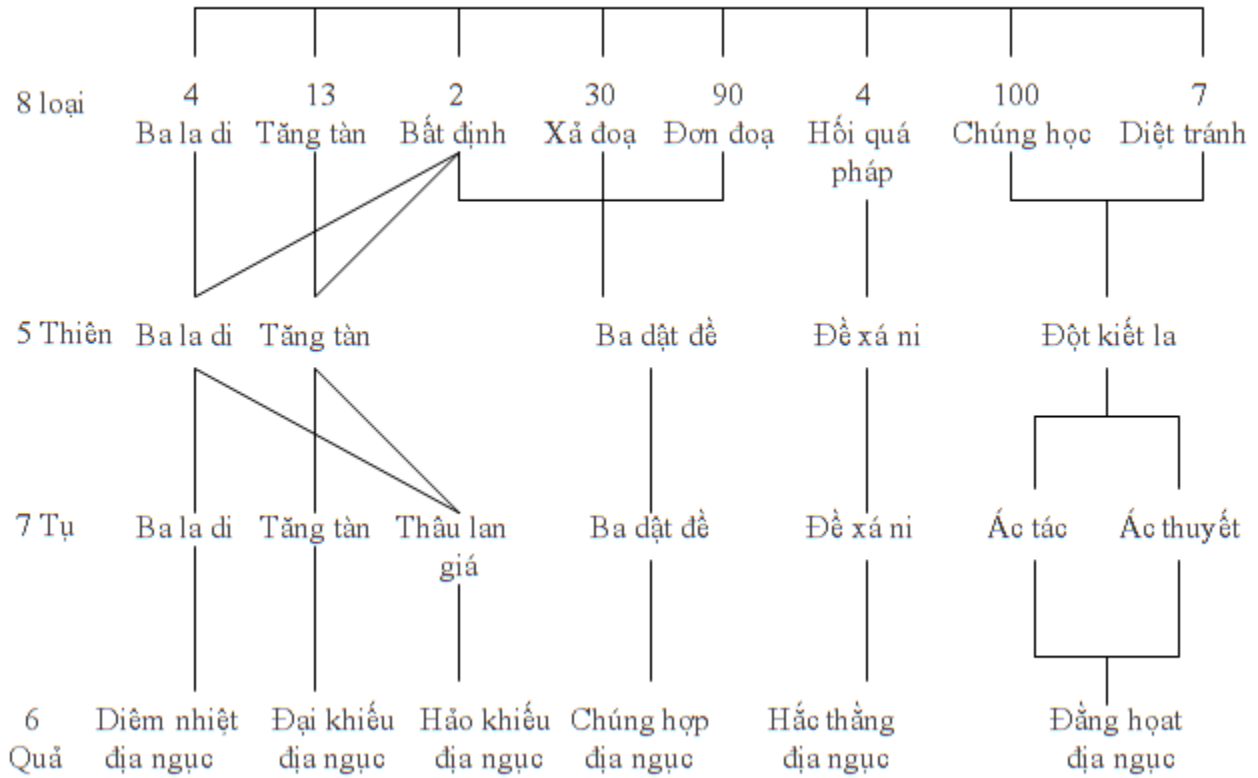 4 13 2 30 90 4 100 7
8 loại
Ba la di Tăng tàn Bất định Xả đoạ Đơn đoạ Hối quá Chúng học Diệt tránh
pháp
5 Thiên Ba la di Tăng tàn Ba dật đề Đề xá ni Đột kiết la
7 Tụ Ba la di Tăng tàn Thâu lan Ba dật đề Đề xá ni Ác tác Ác thuyết
giá
6 Diêm nhiệt Đại khiếu Hảo khiếu Chúng hợp Hắc thằng Đẳng họat
Quả địa ngục địa ngục địa ngục địa ngục địa ngục địa ngục